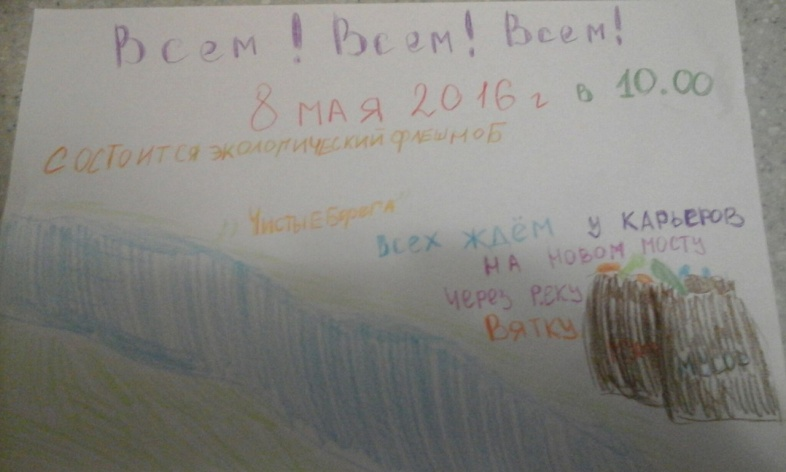 Всем! Всем! Всем!
8 мая 2016 г в 10.00
состоится экологический флешмоб
"Чистые Берега"
Всех ждём у карьеров
на новом мосту
через реку
Вятку